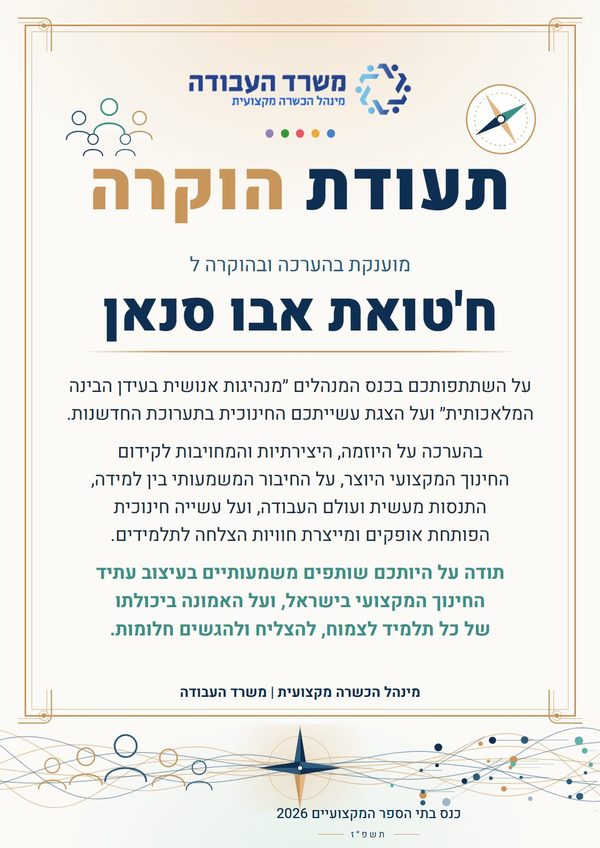 משרד העבודה
מינהל הכשרה מקצועית
תעודת הוקרה
מוענקת בהערכה ובהוקרה ל
ח'טואת אבו סנאן
על השתתפותכם בכנס המנהלים "מנהיגות אנושית בעידן הבינה
המלאכותית" ועל הצגת עשייתכם החינוכית בתערוכת החדשנות.
בהערכה על היוזמה, היצירתיות והמחויבות לקידום
החינוך המקצועי היוצר, על החיבור המשמעותי בין למידה,
התנסות מעשית ועולם העבודה, ועל עשייה חינוכית
הפותחת אופקים ומייצרת חוויות הצלחה לתלמידים.
תודה על היותכם שותפים משמעותיים בעיצוב עתיד
החינוך המקצועי בישראל, ועל האמונה ביכולתו
של כל תלמיד לצמוח, להצליח ולהגשים חלומות.
מינהל הכשרה מקצועית | משרד העבודה
כנס בתי הספר המקצועיים 2026
תשפ"ז